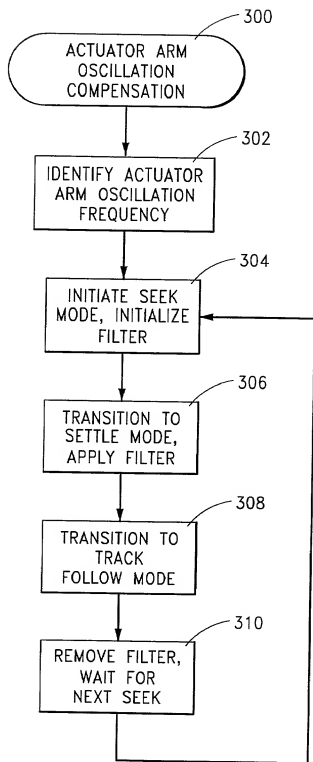 300
ACTUATOR ARM
OSCILLATION
COMPENSATION
302
IDENTIFY ACTUATOR
ARM OSCILLATION
FREQUENCY
304
INITIATE SEEK
MODE, INITIALIZE
FILTER
306
TRANSITION TO
SETTLE MODE,
APPLY FILTER
308
TRANSITION TO
TRACK
FOLLOW MODE
310
REMOVE FILTER,
WAIT FOR
NEXT SEEK